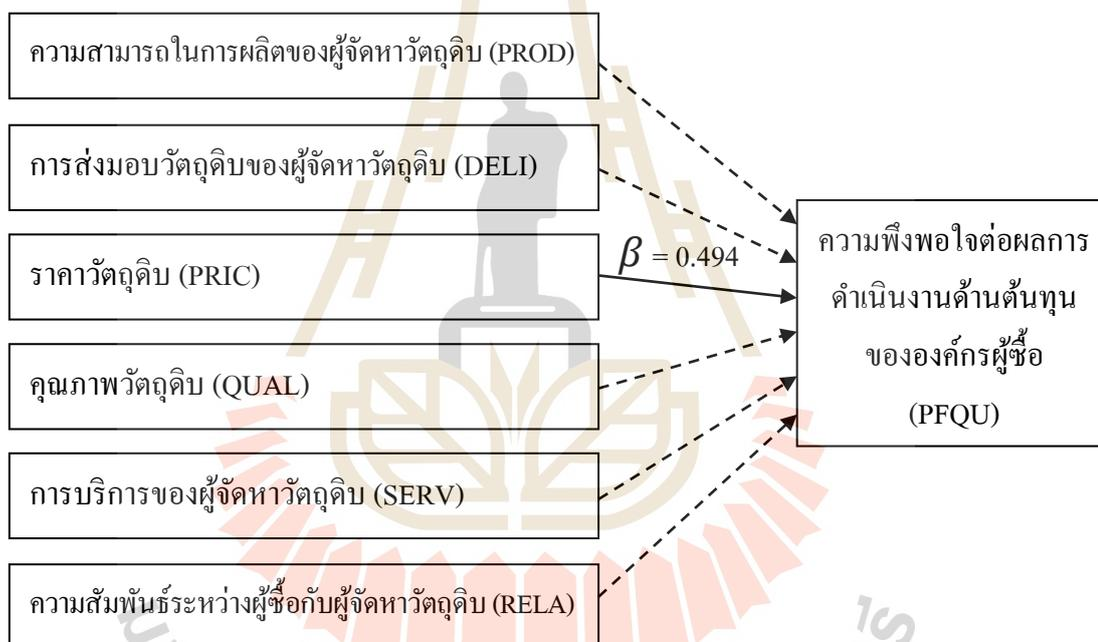 ความสามารถในการผลิตของผู้จัดหาวัตถุดิบ (PROD)
การส่งมอบวัตถุดิบของผู้จัดหาวัตถุดิบ (DELI)
ราคาวัตถุดิบ (PRIC)
β = 0.494
คุณภาพวัตถุดิบ (QUAL)
การบริการของผู้จัดหาวัตถุดิบ (SERV)
ความสัมพันธ์ระหว่างผู้ซื้อกับผู้จัดหาวัตถุดิบ (RELA)
ความพึงพอใจต่อผลการ
ดำเนินงานด้านต้นทุน
ขององค์กรผู้ซื้อ
(PFQU)